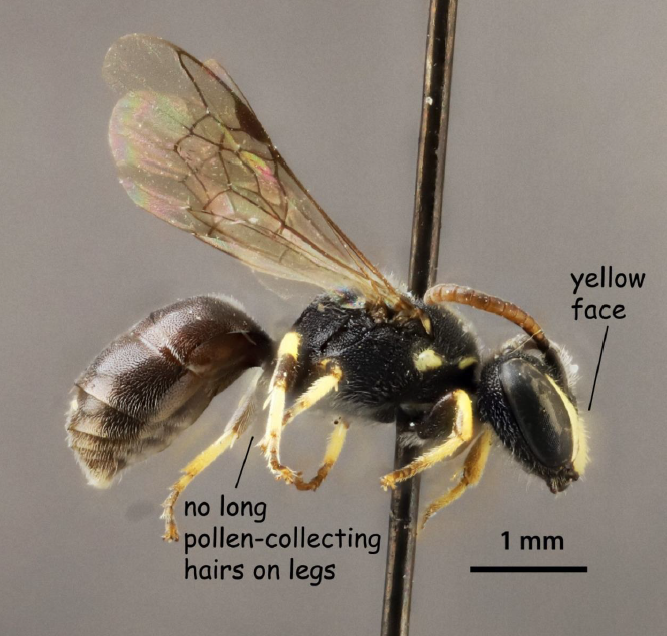 yellow
face
no long
pollen-collecting
hairs on legs
1 mm